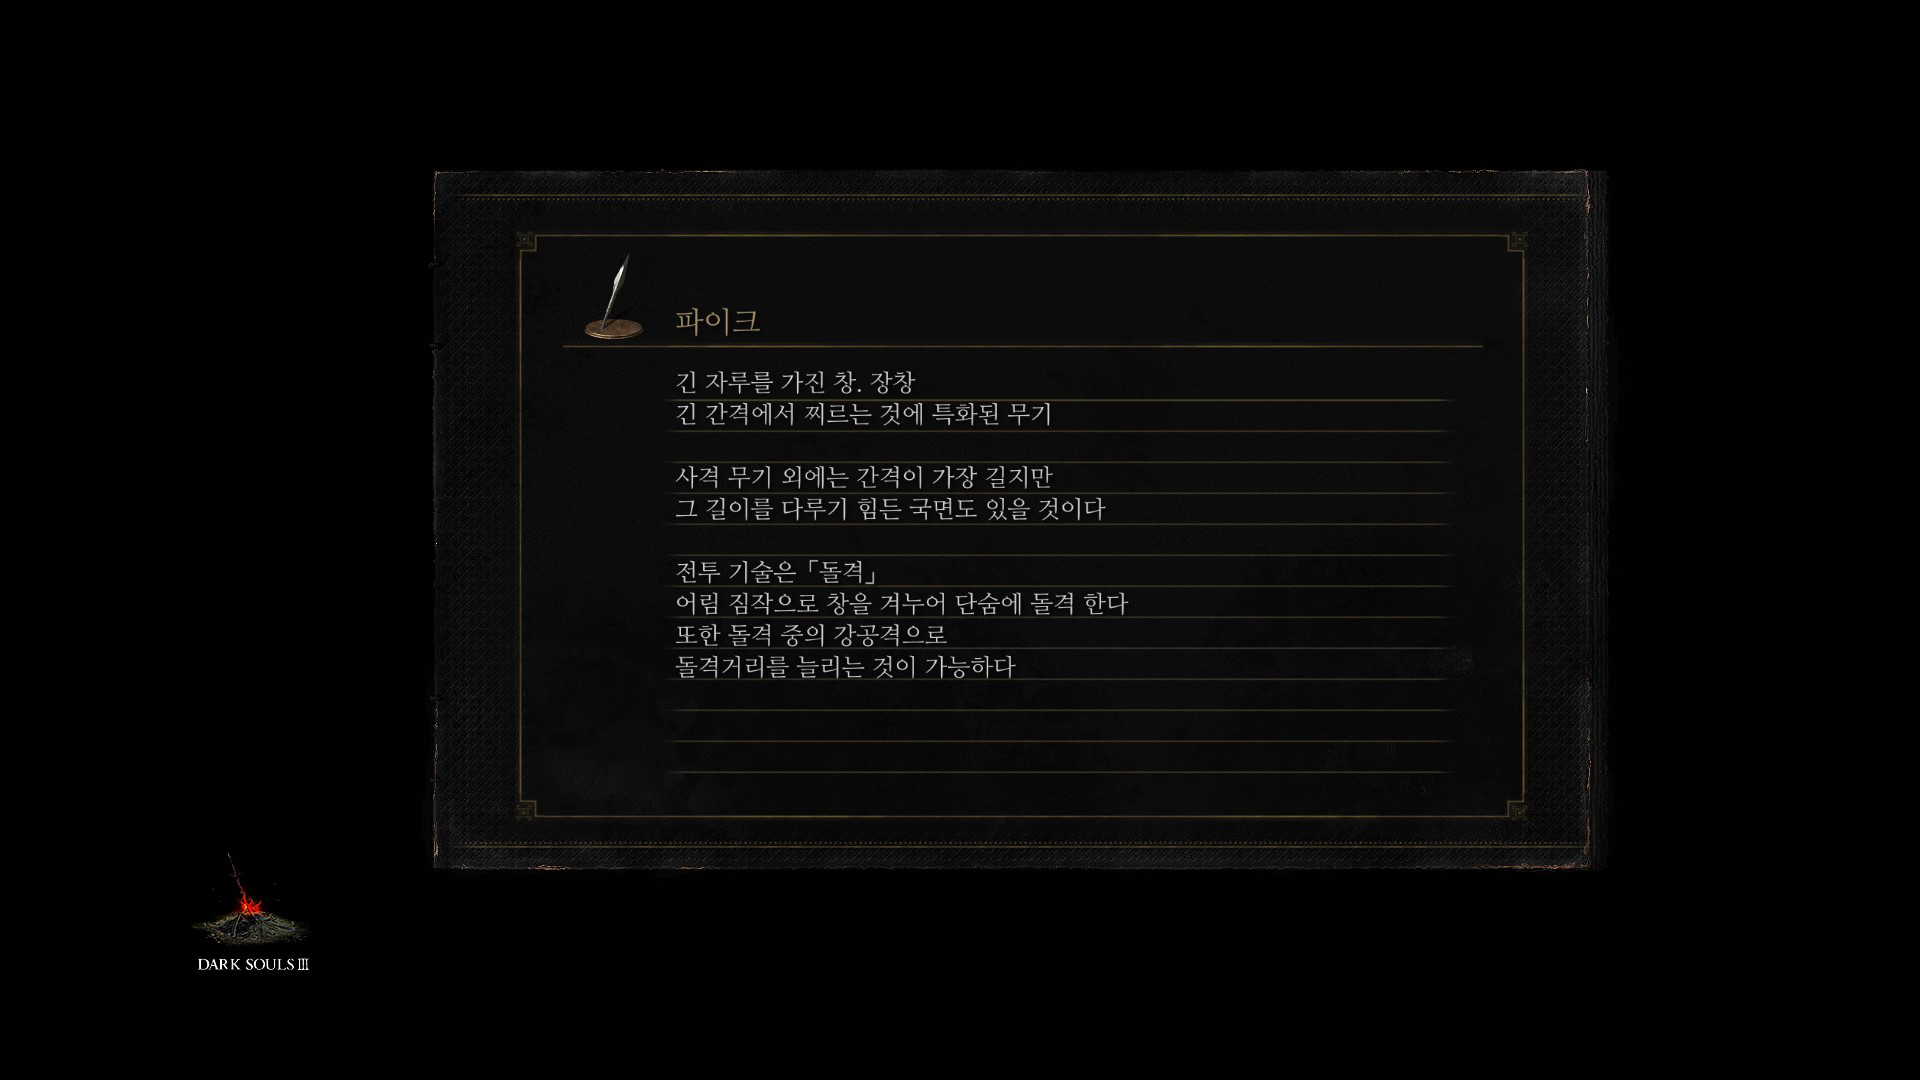 파이크
긴 자루를 가진 창. 장창
긴 간격에서 찌르는 것에 특화된 무기
사격 무기 외에는 간격이 가장 길지만
그 길이를 다루기 힘든 국면도 있을 것이다
전투 기술은「돌격」
어림 짐작으로 창을 겨누어 단숨에 돌격 한다
또한 돌격 중의 강공격으로
돌격거리를 늘리는 것이 가능하다
DARK SOULS III